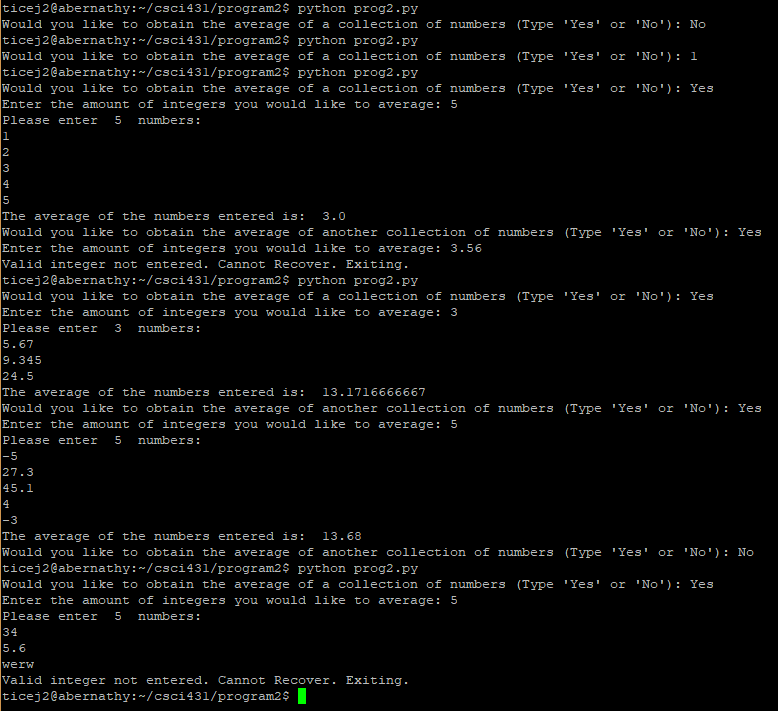 ticej2@abernathy:~/csci431/program2$ python prog2.py
Would you like to obtain the average of a collection of numbers (Type 'Yes' or 'No'): No
ticej2@abernathy:~/csci431/program2$ python prog2.py
Would you like to obtain the average of a collection of numbers (Type 'Yes' or 'No'): 1
ticej2@abernathy:~/csci431/program2$ python prog2.py
Would you like to obtain the average of a collection of numbers (Type 'Yes' or 'No'): Yes
Enter the amount of integers you would like to average: 5
Please enter  5  numbers:
1
2
3
4
5
The average of the numbers entered is:  3.0
Would you like to obtain the average of another collection of numbers (Type 'Yes' or 'No'): Yes
Enter the amount of integers you would like to average: 3.56
Valid integer not entered. Cannot Recover. Exiting.
ticej2@abernathy:~/csci431/program2$ python prog2.py
Would you like to obtain the average of a collection of numbers (Type 'Yes' or 'No'): Yes
Enter the amount of integers you would like to average: 3
Please enter  3  numbers:
5.67
9.345
24.5
The average of the numbers entered is:  13.1716666667
Would you like to obtain the average of another collection of numbers (Type 'Yes' or 'No'): Yes
Enter the amount of integers you would like to average: 5
Please enter  5  numbers:
-5
27.3
45.1
4
-3
The average of the numbers entered is:  13.68
Would you like to obtain the average of another collection of numbers (Type 'Yes' or 'No'): No
ticej2@abernathy:~/csci431/program2$ python prog2.py
Would you like to obtain the average of a collection of numbers (Type 'Yes' or 'No'): Yes
Enter the amount of integers you would like to average: 5
Please enter  5  numbers:
34
5.6
werw
Valid integer not entered. Cannot Recover. Exiting.
ticej2@abernathy:~/csci431/program2$